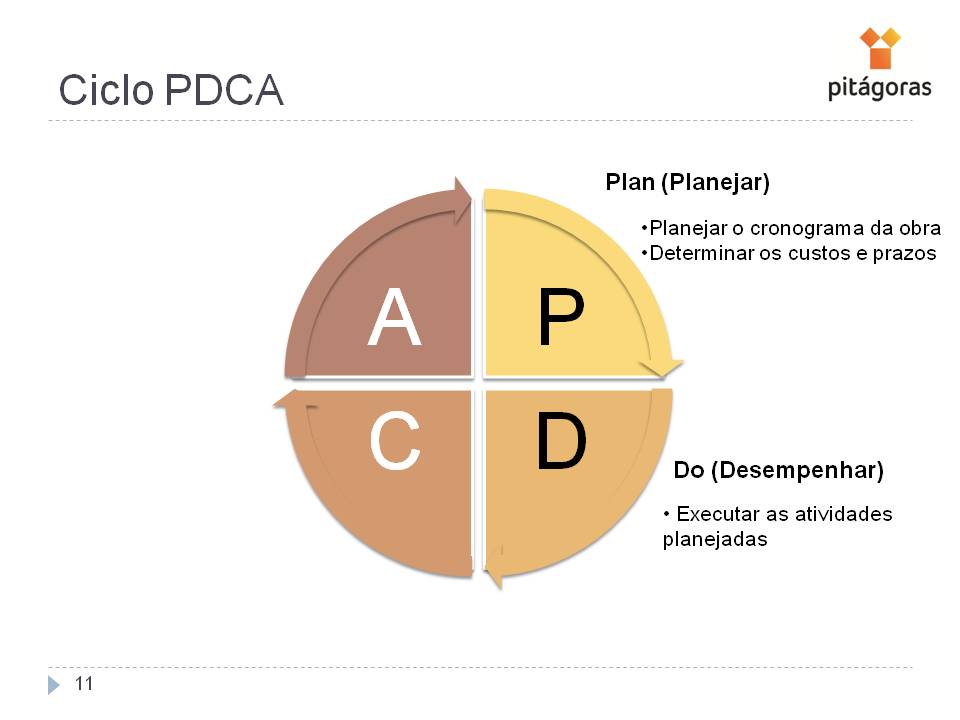 Ciclo PDCA
pitágoras
Plan (Planejar)
•Planejar o cronograma da obra
•Determinar os custos e prazos
A
P
C
D
Do (Desempenhar)
• Executar as atividades
planejadas
11